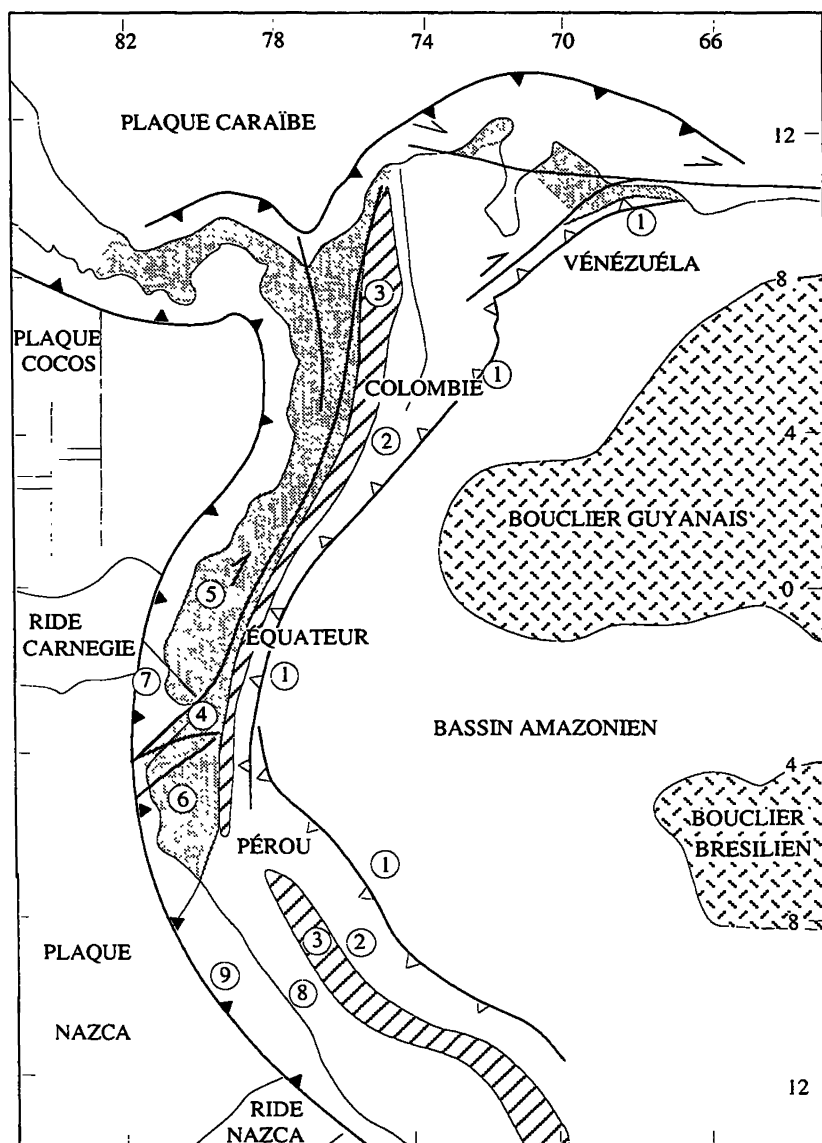 82 78 74 70 66
PLAQUE CARAÏBE
12
1
VÉNÉZUÉLA
8
3
PLAQUE
COCOS
1
COLOMBIE
2
4
BOUCLIER GUYANAIS
5
0
RIDE
CARNEGIE
ÉQUATEUR
7
1
4
BASSIN AMAZONIEN
4
6
BOUCLIER
BRESILIEN
PÉROU
1
8
3 2
PLAQUE
9
8
NAZCA
12
RIDE
NAZCA